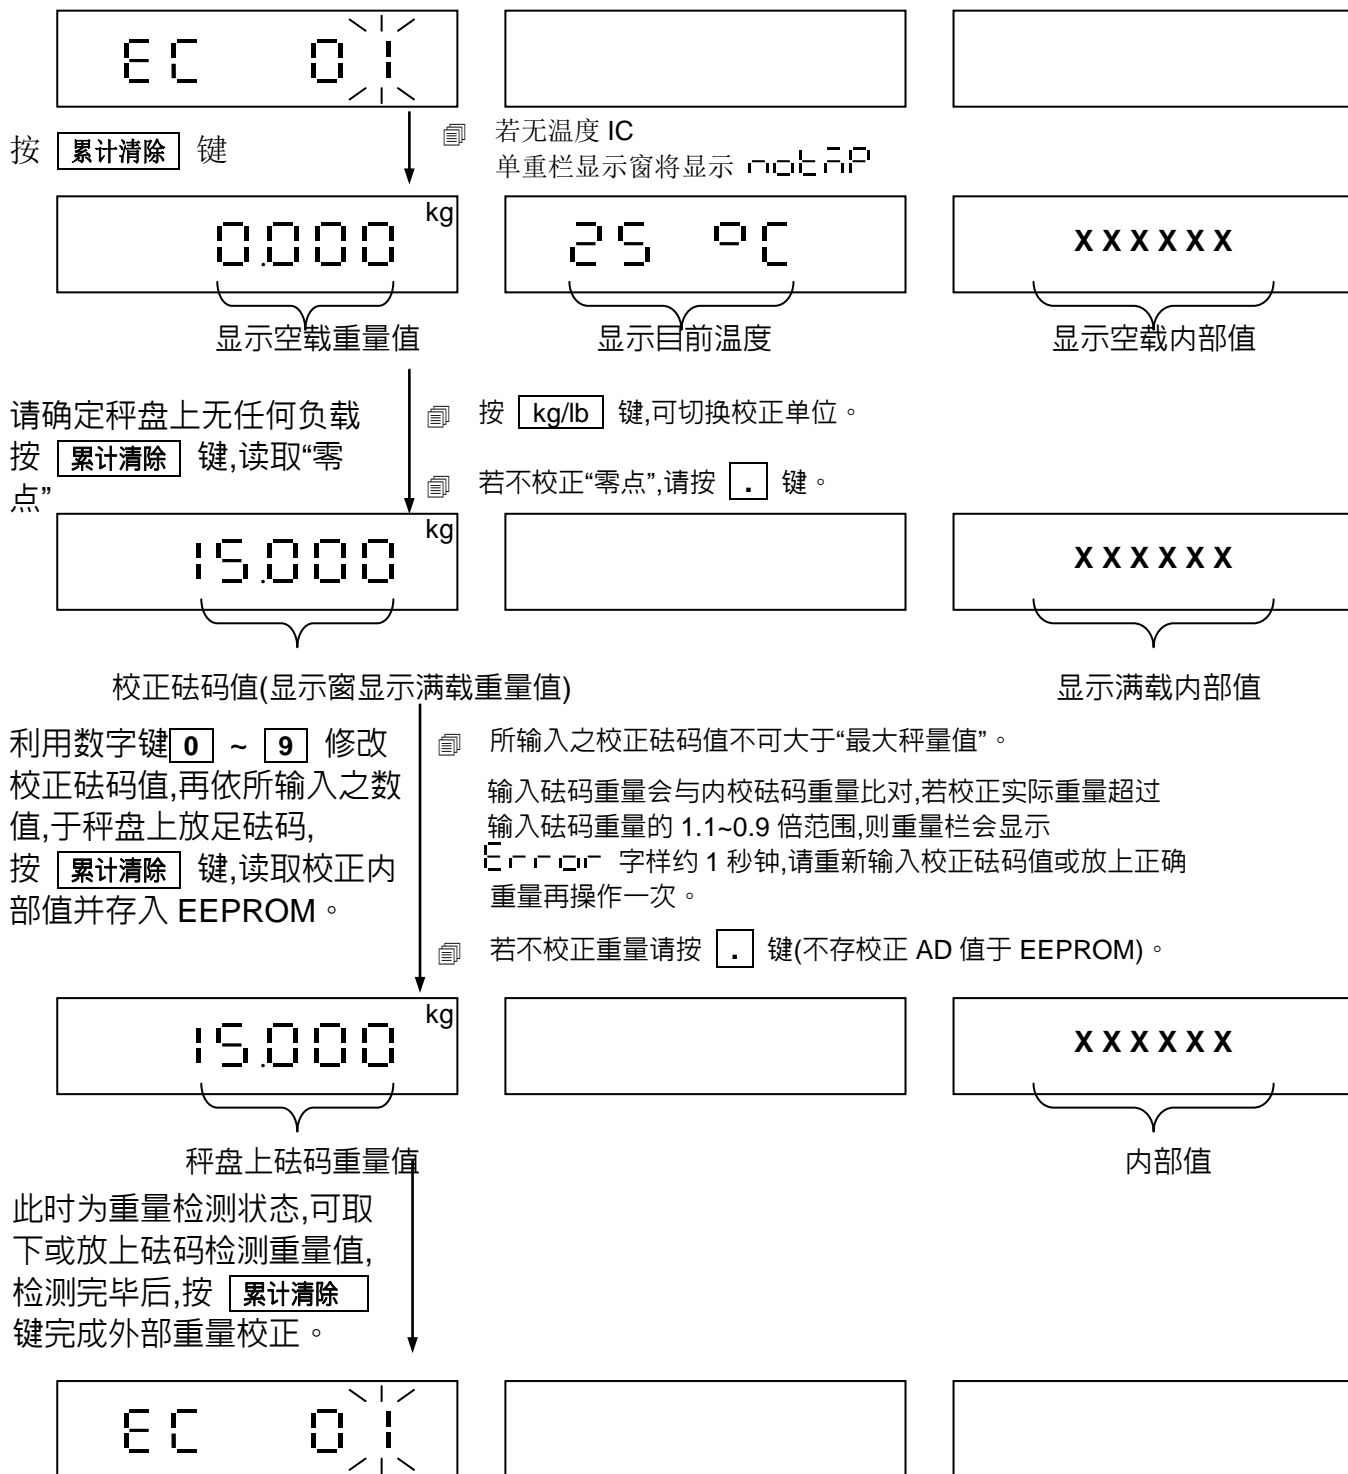 EC 01
按 累计清除 键
若无温度 IC
单重栏显示窗将显示 notmP
0.000 kg
25 °C
X X X X X X
显示空载重量值
显示目前温度
显示空载内部值
请确定秤盘上无任何负载
按 累计清除 键,读取“零
点”
按 kg/lb 键,可切换校正单位。
若不校正“零点”,请按 . 键。
15.000 kg
X X X X X X
校正砝码值(显示窗显示满载重量值)
显示满载内部值
利用数字键 0 ~ 9 修改
校正砝码值,再依所输入之数
值,于秤盘上放足砝码,
按 累计清除 键,读取校正内
部值并存入 EEPROM。
所输入之校正砝码值不可大于“最大秤量值”。
输入砝码重量会与内校砝码重量比对,若校正实际重量超过
输入砝码重量的 1.1~0.9 倍范围,则重量栏会显示
Error 字样约 1 秒钟,请重新输入校正砝码值或放上正确
重量再操作一次。
若不校正重量请按 . 键(不存校正 AD 值于 EEPROM)。
15.000 kg
X X X X X X
秤盘上砝码重量值
内部值
此时为重量检测状态,可取
下或放上砝码检测重量值,
检测完毕后,按 累计清除
键完成外部重量校正。
EC 01